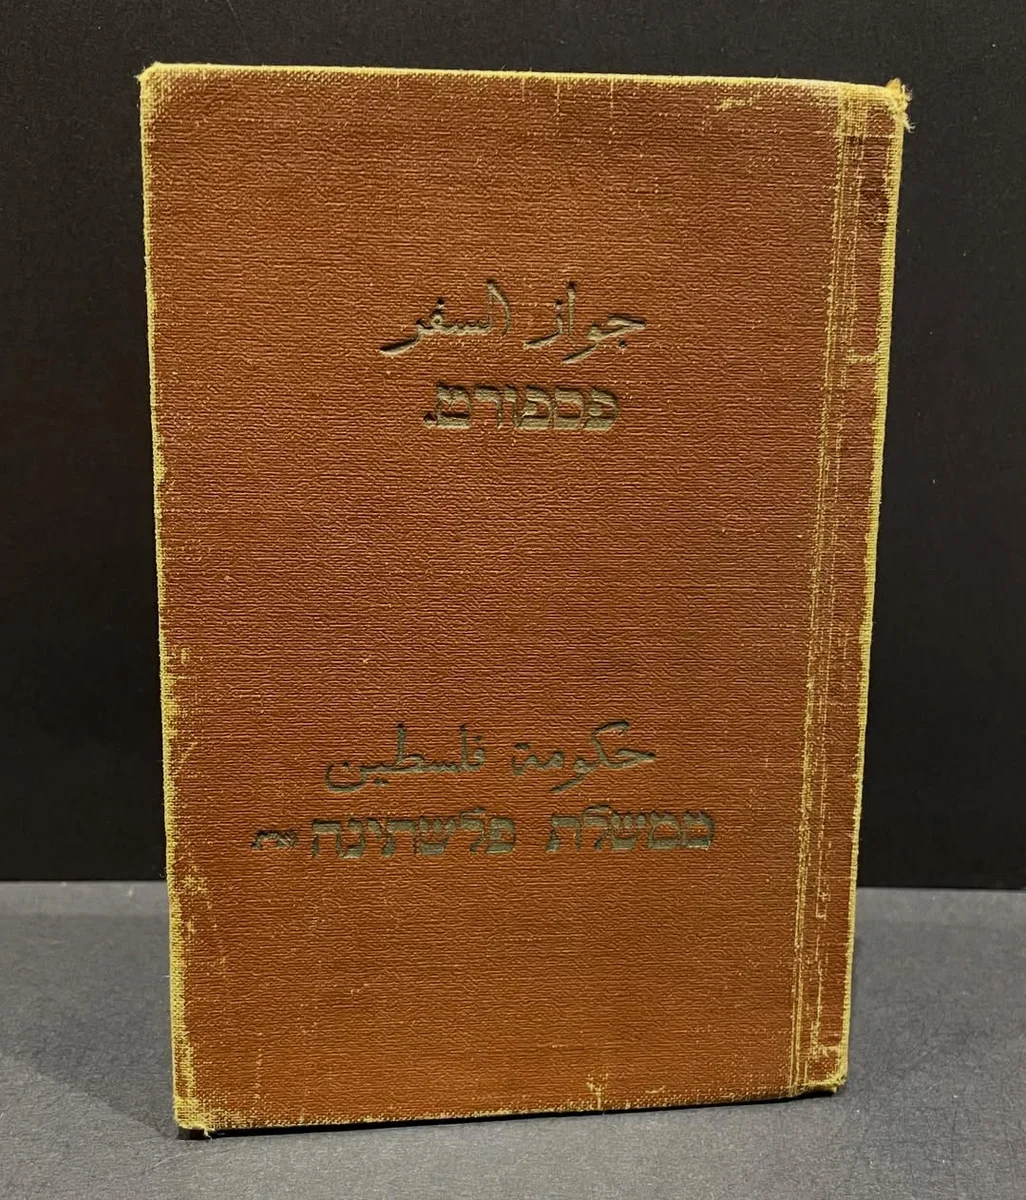 جواز السفر
פספורט.
حكومة فلسطين
ממשלת פלשתינה א״י